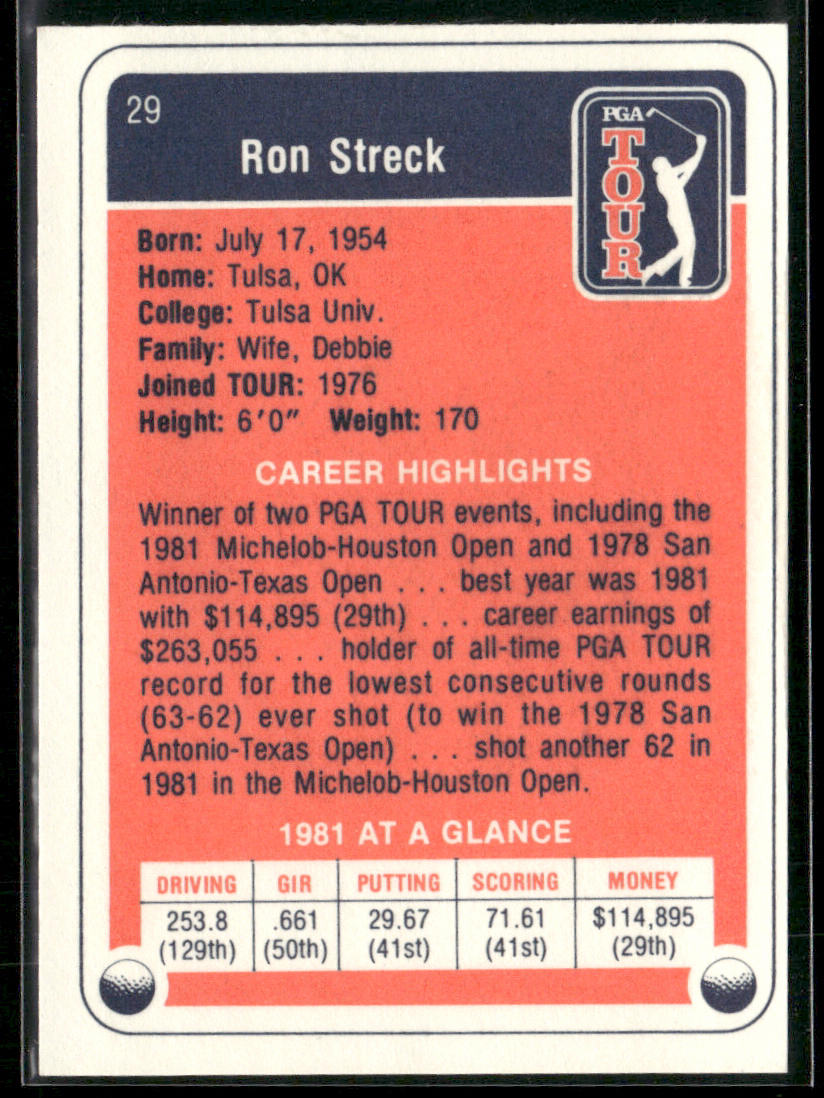 29
Ron Streck
PGA
TOUR
Born: July 17, 1954
Home: Tulsa, OK
College: Tulsa Univ.
Family: Wife, Debbie
Joined TOUR: 1976
Height: 6'0" Weight: 170
CAREER HIGHLIGHTS
Winner of two PGA TOUR events, including the
1981 Michelob-Houston Open and 1978 San
Antonio-Texas Open . . . best year was 1981
with $114,895 (29th) . . . career earnings of
$263,055 . . . holder of all-time PGA TOUR
record for the lowest consecutive rounds
(63-62) ever shot (to win the 1978 San
Antonio-Texas Open) . . . shot another 62 in
1981 in the Michelob-Houston Open.
1981 AT A GLANCE
DRIVING GIR PUTTING SCORING MONEY
253.8 .661 29.67 71.61 $114,895
(129th) (50th) (41st) (41st) (29th)